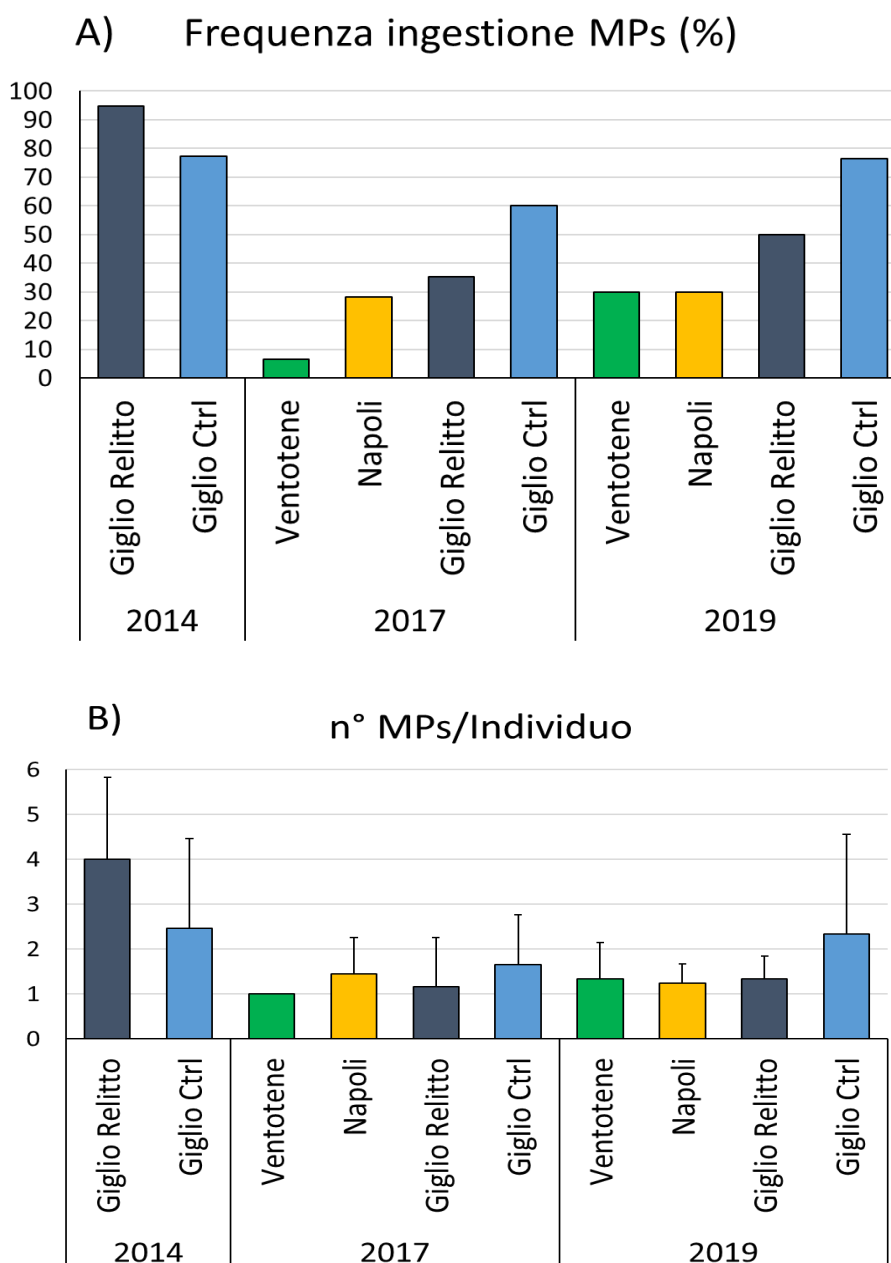 A) Frequenza ingestione MPs (%)
100
90
80
70
60
50
40
30
20
10
0
Giglio Relitto
Giglio Ctrl
Ventotene
Napoli
Giglio Relitto
Giglio Ctrl
Ventotene
Napoli
Giglio Relitto
Giglio Ctrl
2014 2017 2019
B) n° MPs/Individuo
6
5
4
3
2
1
0
Giglio Relitto
Giglio Ctrl
Ventotene
Napoli
Giglio Relitto
Giglio Ctrl
Ventotene
Napoli
Giglio Relitto
Giglio Ctrl
2014 2017 2019